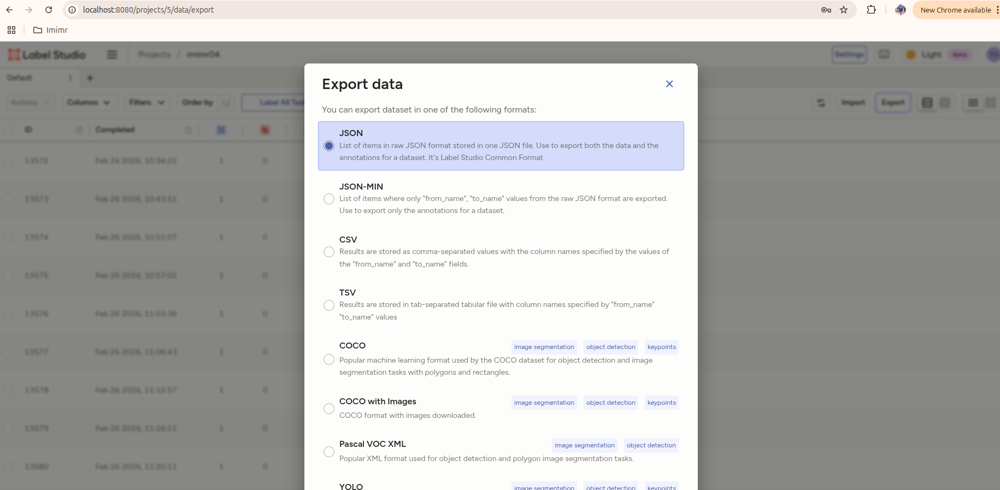 localhost:8080/projects/5/data/export
New Chrome available
Imimr
Label Studio
Projects / imimr04
Settings
Light
Beta
Default
Actions
Columns
Filters
Order by
Label All Tas
Import
Export
ID
Completed
13572 Feb 26 2026, 10:34:22 1 0
13573 Feb 26 2026, 10:43:51 1 0
13574 Feb 26 2026, 10:51:07 1 0
13575 Feb 26 2026, 10:57:02 1 0
13576 Feb 26 2026, 11:03:36 1 0
13577 Feb 26 2026, 11:06:43 1 0
13578 Feb 26 2026, 11:12:57 1 0
13579 Feb 26 2026, 11:16:51 1 0
13580 Feb 26 2026, 11:20:11 1 0
Export data
You can export dataset in one of the following formats:
JSON
List of items in raw JSON format stored in one JSON file. Use to export both the data and the
annotations for a dataset. It's Label Studio Common Format
JSON-MIN
List of items where only "from_name", "to_name" values from the raw JSON format are exported.
Use to export only the annotations for a dataset.
CSV
Results are stored as comma-separated values with the column names specified by the values of
the "from_name" and "to_name" fields.
TSV
Results are stored in tab-separated tabular file with column names specified by "from_name"
"to_name" values
COCO image segmentation object detection keypoints
Popular machine learning format used by the COCO dataset for object detection and image
segmentation tasks with polygons and rectangles.
COCO with Images image segmentation object detection keypoints
COCO format with images downloaded.
Pascal VOC XML image segmentation object detection
Popular XML format used for object detection and polygon image segmentation tasks.
YOLO image segmentation object detection keypoints